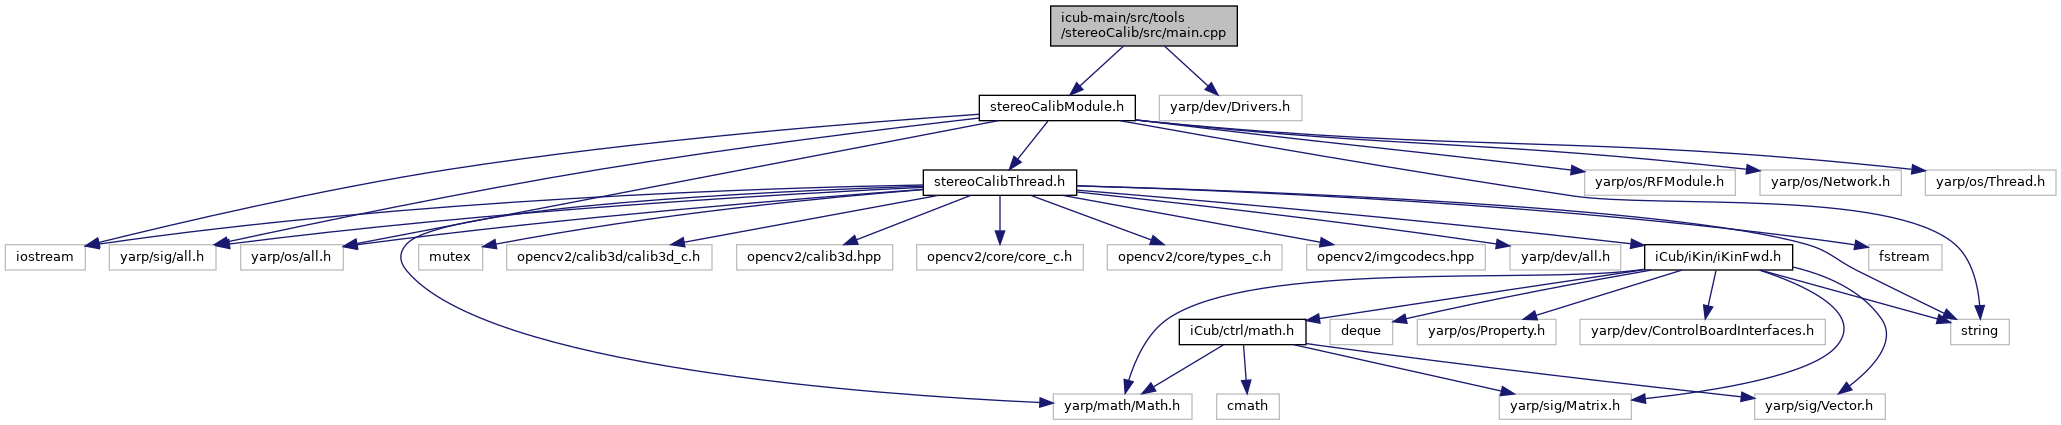 icub-main/src/tools
/stereoCalib/src/main.cpp
stereoCalibModule.h
yarp/dev/Drivers.h
stereoCalibThread.h
yarp/os/RFModule.h
yarp/os/Network.h
yarp/os/Thread.h
iostream
yarp/sig/all.h
yarp/os/all.h
mutex
opencv2/calib3d/calib3d_c.h
opencv2/calib3d.hpp
opencv2/core/core_c.h
opencv2/core/types_c.h
opencv2/imgcodecs.hpp
yarp/dev/all.h
iCub/iKin/iKinFwd.h
fstream
iCub/ctrl/math.h
deque
yarp/os/Property.h
yarp/dev/ControlBoardInterfaces.h
string
yarp/math/Math.h
cmath
yarp/sig/Matrix.h
yarp/sig/Vector.h